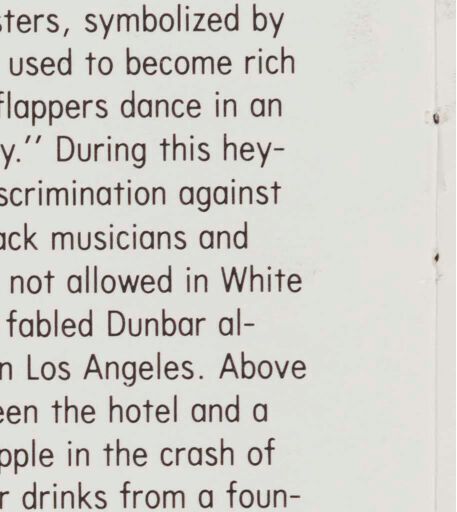 sters, symbolized by
used to become rich
flappers dance in an
y.'' During this hey-
scrimination against
ack musicians and
not allowed in White
fabled Dunbar al-
n Los Angeles. Above
een the hotel and a
pple in the crash of
r drinks from a foun-